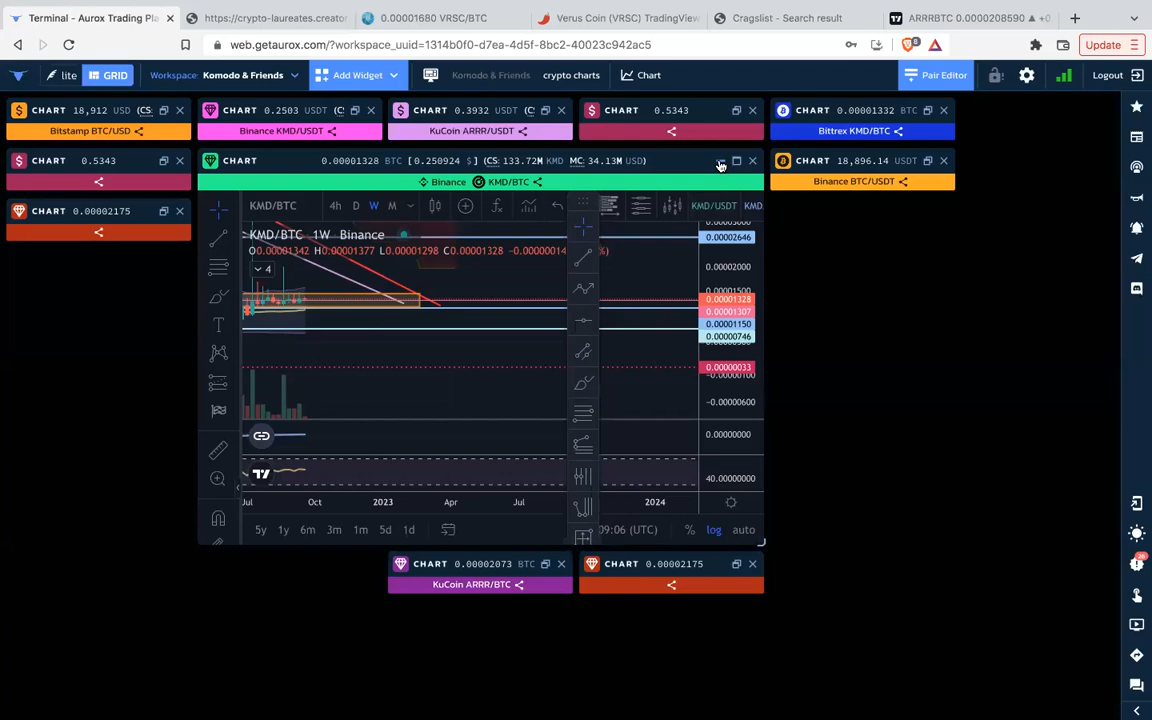 Terminal - Aurox Trading Pla
https://crypto-laureates.creator
0.00001680 VRSC/BTC
Verus Coin (VRSC) TradingView
Cragslist - Search result
ARRRBTC 0.0000208590 ▲ +0.
web.getaurox.com/?workspace_uuid=1314b0f0-d7ea-4d5f-8bc2-40023c942ac5
8
Update
lite
GRID
Workspace: Komodo & Friends
Add Widget
Komodo & Friends
crypto charts
Chart
Pair Editor
Logout
CHART 18,912 USD (CS:
Bitstamp BTC/USD
CHART 0.2503 USDT (C
Binance KMD/USDT
CHART 0.3932 USDT (C
KuCoin ARRR/USDT
CHART 0.5343
CHART 0.00001332 BTC
Bittrex KMD/BTC
CHART 0.5343
CHART 0.00001328 BTC [0.250924 $] (CS: 133.72M KMD MC: 34.13M USD)
Binance KMD/BTC
CHART 18,896.14 USDT
Binance BTC/USDT
CHART 0.00002175
KMD/BTC 4h D W M
KMD/USDT KMD
KMD/BTC 1W Binance
O0.00001342 H0.00001377 L0.00001298 C0.00001328
4
0.00002646
0.00002000
0.00001328
0.00001307
0.00001150
0.00000746
0.00000033
−0.00000600
0.00000000
40.00000000
Jul Oct 2023 Apr Jul 2024
5y 1y 6m 3m 1m 5d 1d
09:06 (UTC) % log auto
CHART 0.00002073 BTC
KuCoin ARRR/BTC
CHART 0.00002175